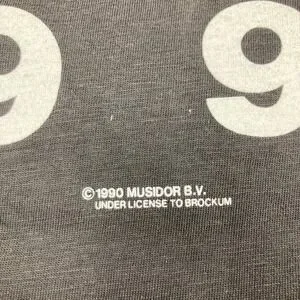 9 9
©1990 MUSIDOR B.V.
UNDER LICENSE TO BROCKUM